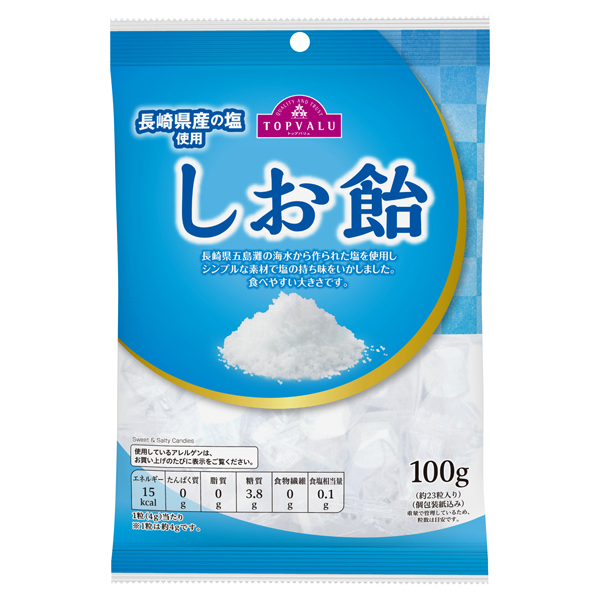 QUALITY AND TRUST
TOPVALU
トップバリュ
長崎県産の塩
使用
しお飴
長崎県五島灘の海水から作られた塩を使用し
シンプルな素材で塩の持ち味をいかしました。
食べやすい大きさです。
Sweet & Salty Candies
使用しているアレルゲンは、
お買い上げのたびに表示をご覧ください。
エネルギー たんぱく質 脂質 糖質 食物繊維 食塩相当量
15 kcal 0 g 0 g 3.8 g 0 g 0.1 g
1粒(4g)当たり
※1粒は約4gです。
100g
(約23粒入り)
(個包装紙込み)
重量で管理しているため、
粒数は目安です。